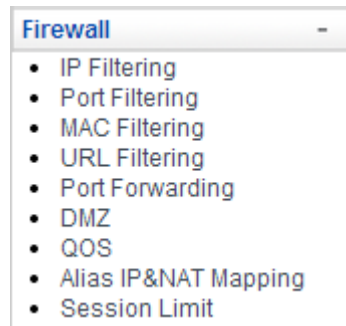 Firewall -
• IP Filtering
• Port Filtering
• MAC Filtering
• URL Filtering
• Port Forwarding
• DMZ
• QOS
• Alias IP&NAT Mapping
• Session Limit